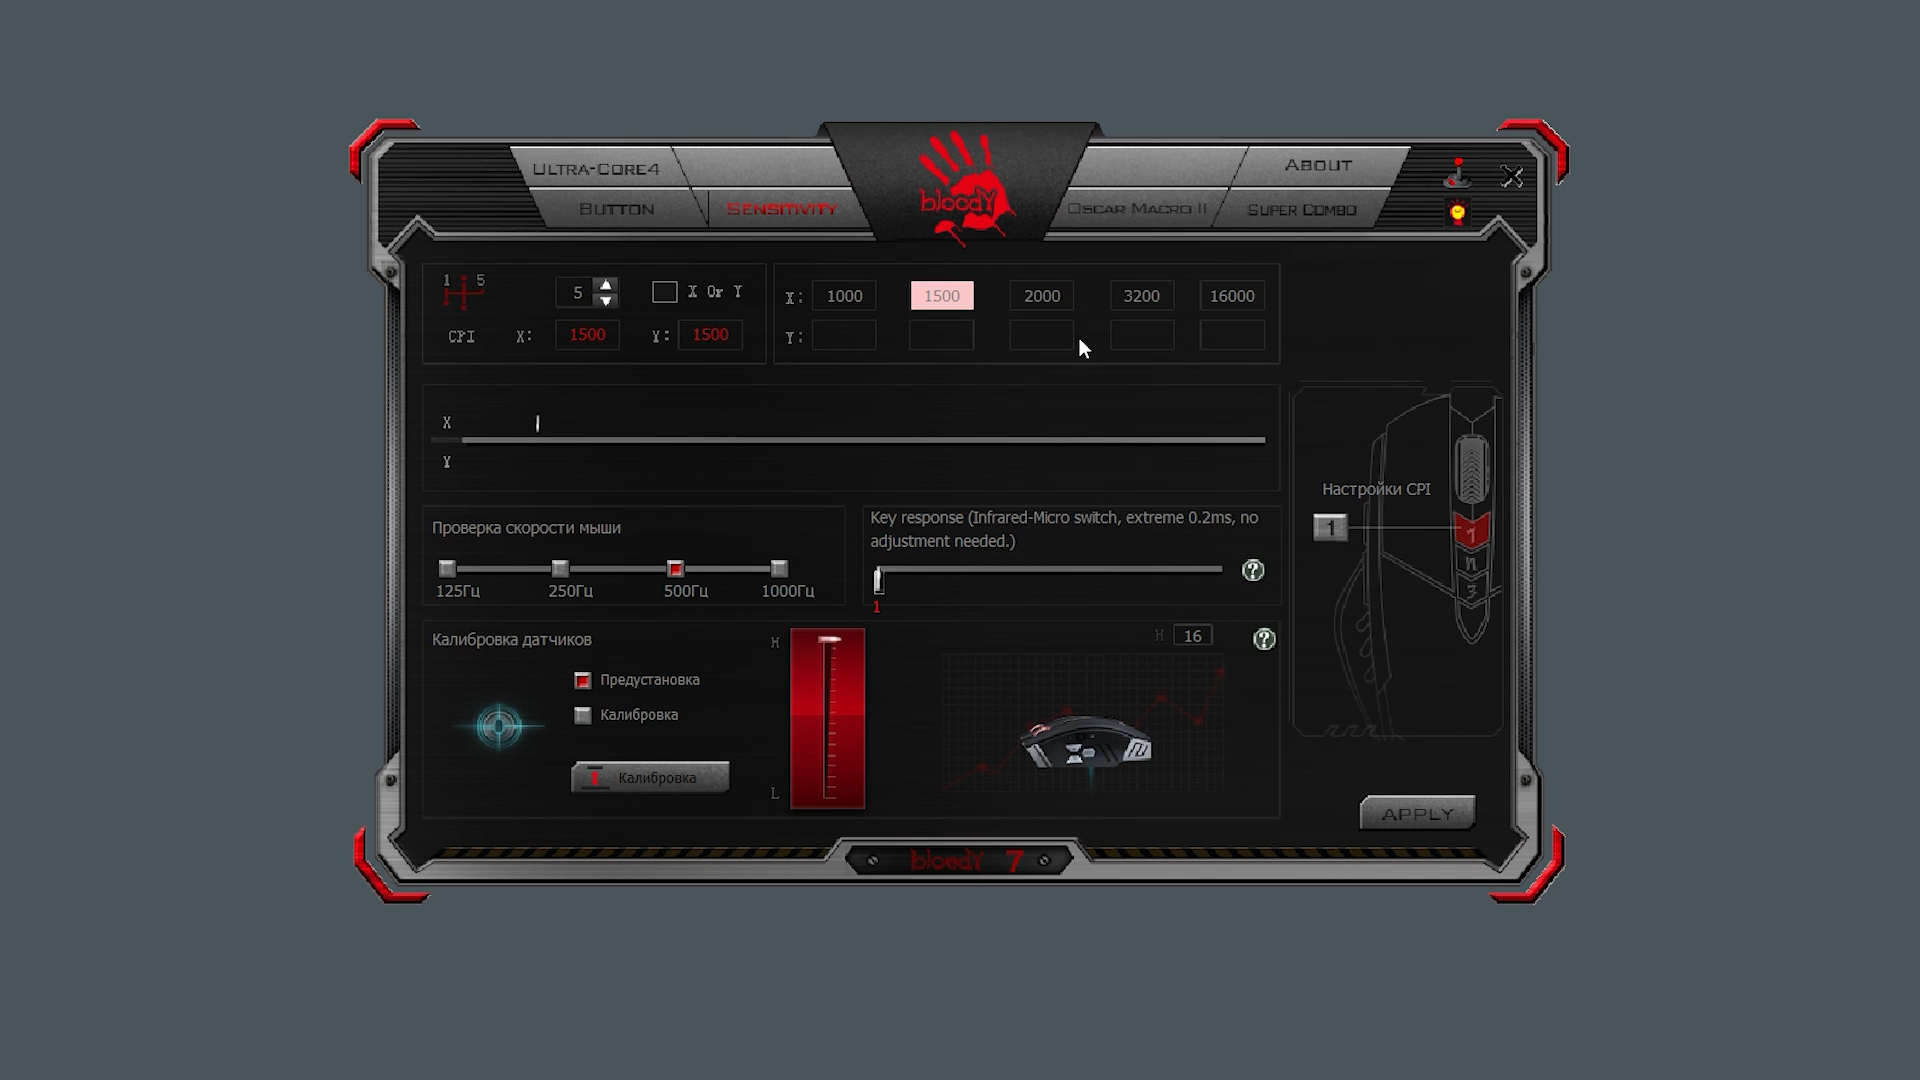 ULTRA-CORE4
ABOUT
BUTTON
SENSITIVITY
bloody
OSCAR MACRO II
SUPER COMBO
1 5
5
X Or Y
CPI X: 1500 Y: 1500
X: 1000 1500 2000 3200 16000
Y:
X
Y
Настройки CPI
1
1
N
3
Проверка скорости мыши
125Гц 250Гц 500Гц 1000Гц
Key response (Infrared-Micro switch, extreme 0.2ms, no
adjustment needed.)
?
1
Калибровка датчиков
Предустановка
Калибровка
Калибровка
H
L
H 16
?
APPLY
bloody 7